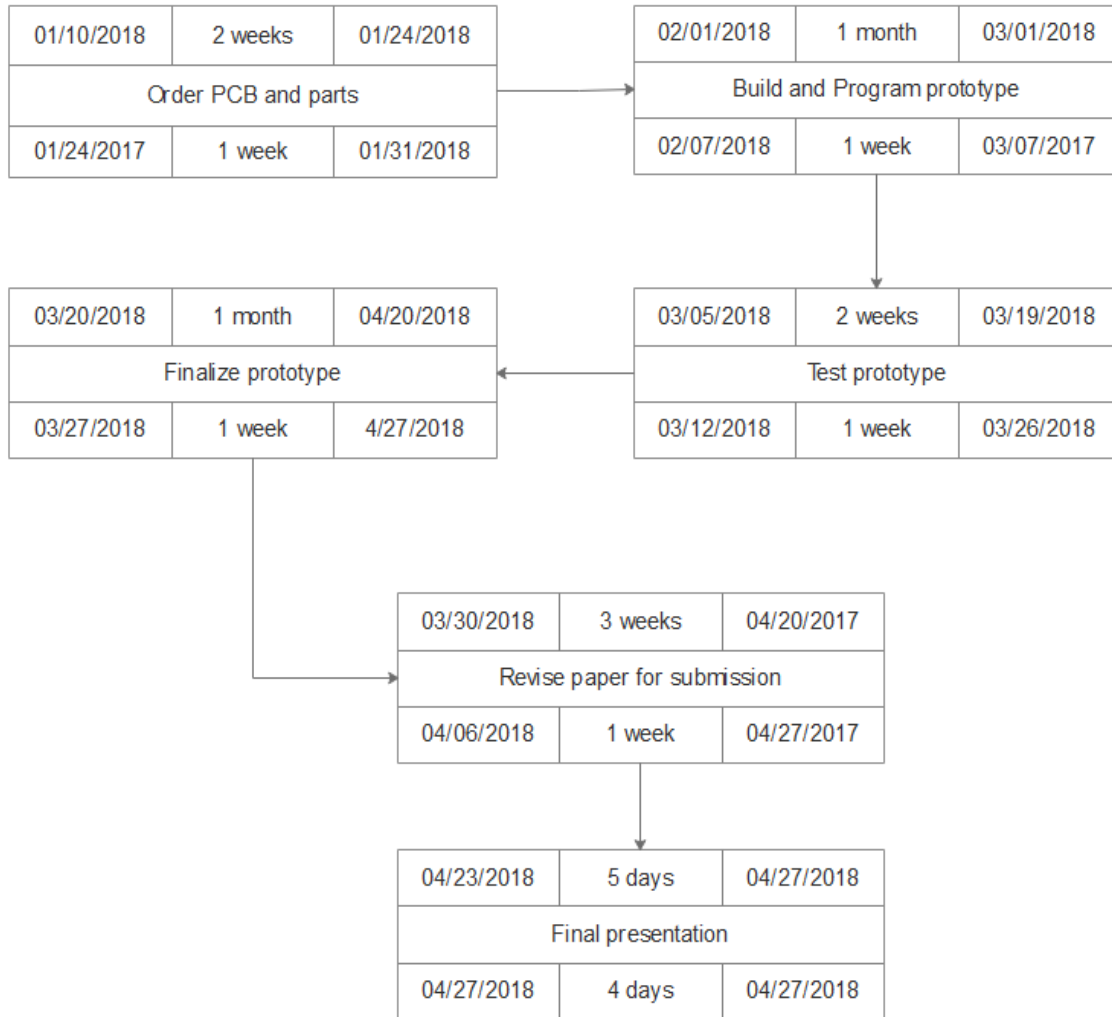 01/10/2018 2 weeks 01/24/2018
Order PCB and parts
01/24/2017 1 week 01/31/2018
02/01/2018 1 month 03/01/2018
Build and Program prototype
02/07/2018 1 week 03/07/2017
03/05/2018 2 weeks 03/19/2018
Test prototype
03/12/2018 1 week 03/26/2018
03/20/2018 1 month 04/20/2018
Finalize prototype
03/27/2018 1 week 4/27/2018
03/30/2018 3 weeks 04/20/2017
Revise paper for submission
04/06/2018 1 week 04/27/2017
04/23/2018 5 days 04/27/2018
Final presentation
04/27/2018 4 days 04/27/2018